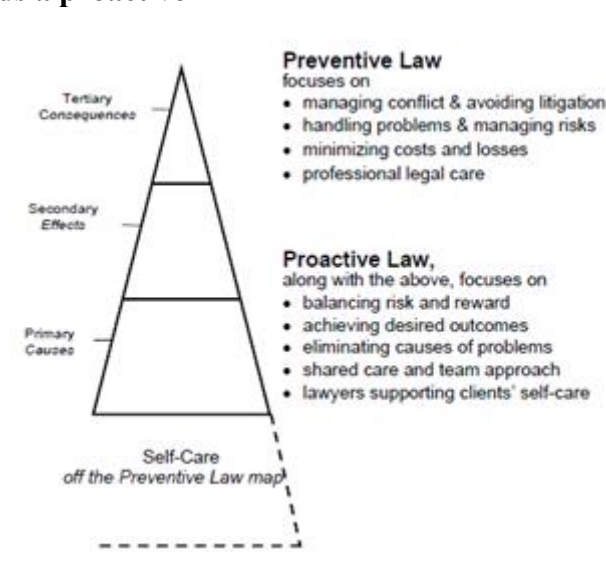 Preventive Law
focuses on
• managing conflict & avoiding litigation
• handling problems & managing risks
• minimizing costs and losses
• professional legal care
Tertiary
Consequences
Secondary
Effects
Primary
Causes
Proactive Law,
along with the above, focuses on
• balancing risk and reward
• achieving desired outcomes
• eliminating causes of problems
• shared care and team approach
• lawyers supporting clients' self-care
Self-Care
off the Preventive Law map